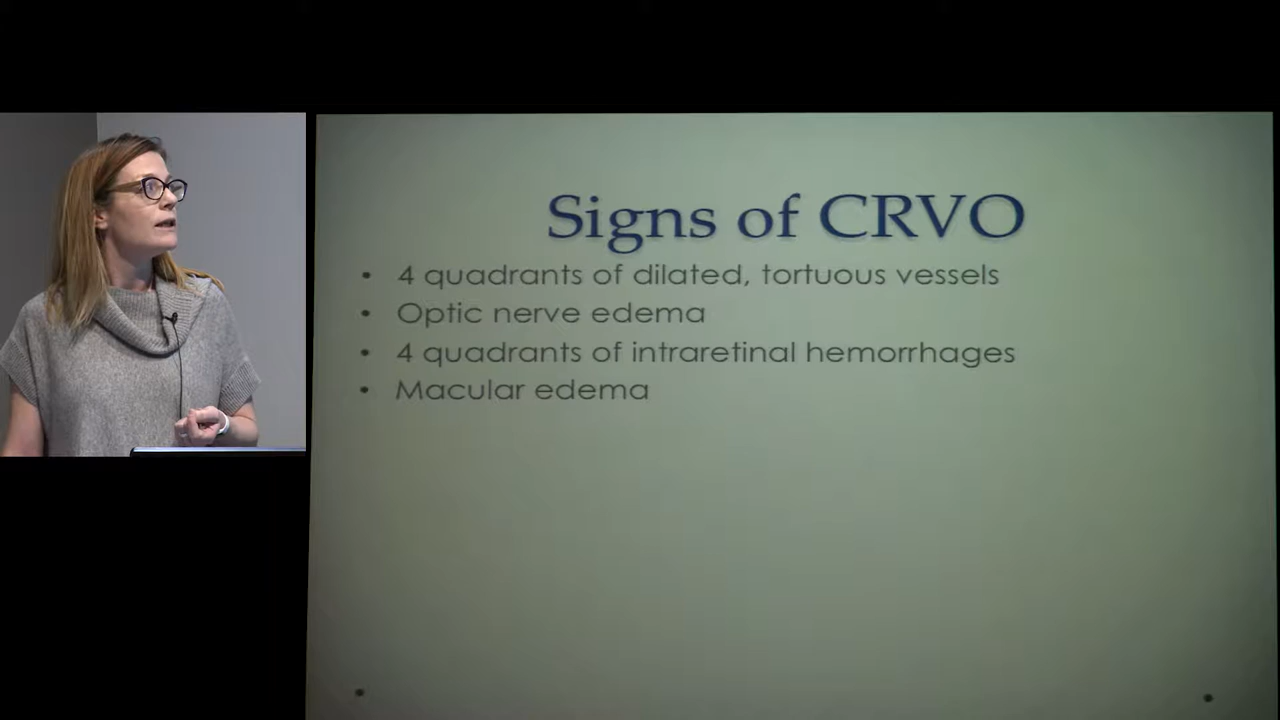 Signs of CRVO
• 4 quadrants of dilated, tortuous vessels
• Optic nerve edema
• 4 quadrants of intraretinal hemorrhages
• Macular edema